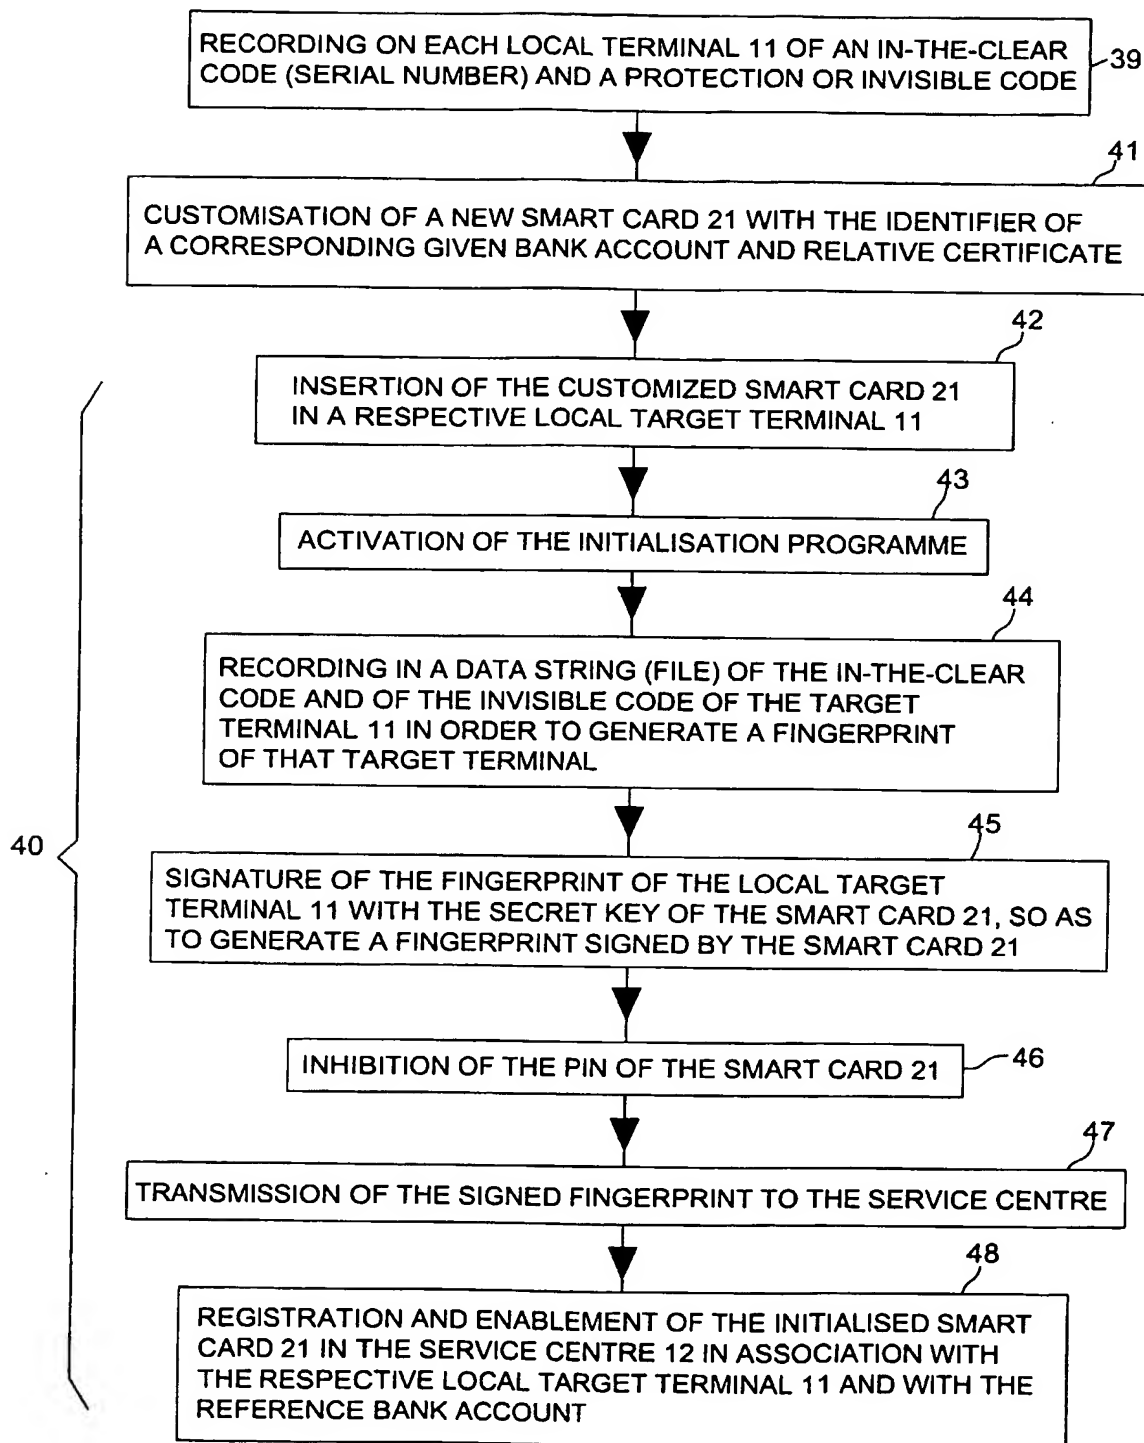 RECORDING ON EACH LOCAL TERMINAL 11 OF AN IN-THE-CLEAR
CODE (SERIAL NUMBER) AND A PROTECTION OR INVISIBLE CODE
39
41
CUSTOMISATION OF A NEW SMART CARD 21 WITH THE IDENTIFIER OF
A CORRESPONDING GIVEN BANK ACCOUNT AND RELATIVE CERTIFICATE
42
INSERTION OF THE CUSTOMIZED SMART CARD 21
IN A RESPECTIVE LOCAL TARGET TERMINAL 11
43
ACTIVATION OF THE INITIALISATION PROGRAMME
44
RECORDING IN A DATA STRING (FILE) OF THE IN-THE-CLEAR
CODE AND OF THE INVISIBLE CODE OF THE TARGET
TERMINAL 11 IN ORDER TO GENERATE A FINGERPRINT
OF THAT TARGET TERMINAL
40
45
SIGNATURE OF THE FINGERPRINT OF THE LOCAL TARGET
TERMINAL 11 WITH THE SECRET KEY OF THE SMART CARD 21, SO AS
TO GENERATE A FINGERPRINT SIGNED BY THE SMART CARD 21
INHIBITION OF THE PIN OF THE SMART CARD 21
46
47
TRANSMISSION OF THE SIGNED FINGERPRINT TO THE SERVICE CENTRE
48
REGISTRATION AND ENABLEMENT OF THE INITIALISED SMART
CARD 21 IN THE SERVICE CENTRE 12 IN ASSOCIATION WITH
THE RESPECTIVE LOCAL TARGET TERMINAL 11 AND WITH THE
REFERENCE BANK ACCOUNT